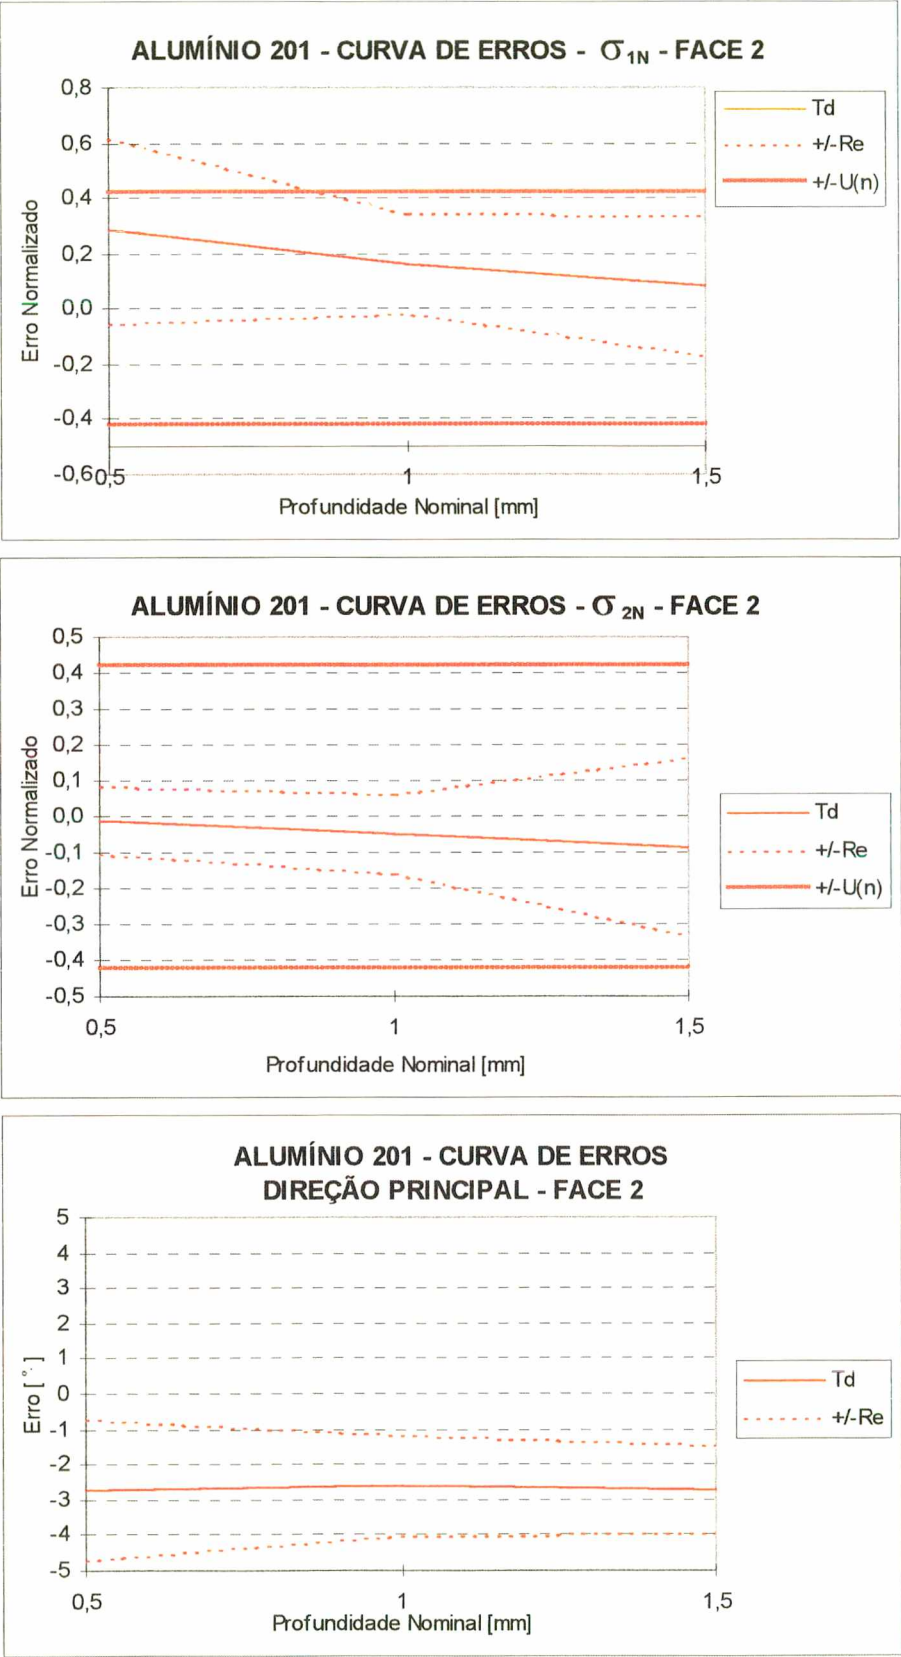 ALUMÍNIO 201 - CURVA DE ERROS - σ1N - FACE 2
0,8
0,6
0,4
0,2
0,0
-0,2
-0,4
-0,6
Erro Normalizado
0,5
1
1,5
Profundidade Nominal [mm]
Td
+/-Re
+/-U(n)
ALUMÍNIO 201 - CURVA DE ERROS - σ2N - FACE 2
0,5
0,4
0,3
0,2
0,1
0,0
-0,1
-0,2
-0,3
-0,4
-0,5
Erro Normalizado
0,5
1
1,5
Profundidade Nominal [mm]
Td
+/-Re
+/-U(n)
ALUMÍNIO 201 - CURVA DE ERROS
DIREÇÃO PRINCIPAL - FACE 2
5
4
3
2
1
0
-1
-2
-3
-4
-5
Erro [°]
0,5
1
1,5
Profundidade Nominal [mm]
Td
+/-Re